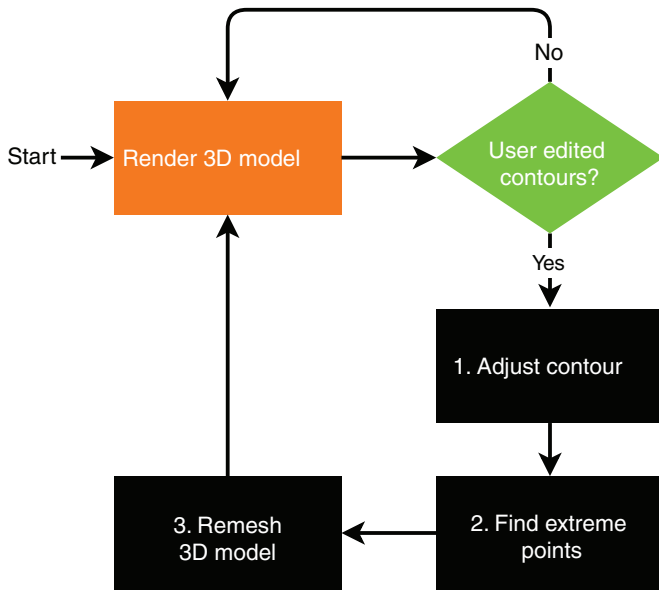 No
Start
Render 3D model
User edited
contours?
Yes
1. Adjust contour
3. Remesh
3D model
2. Find extreme
points